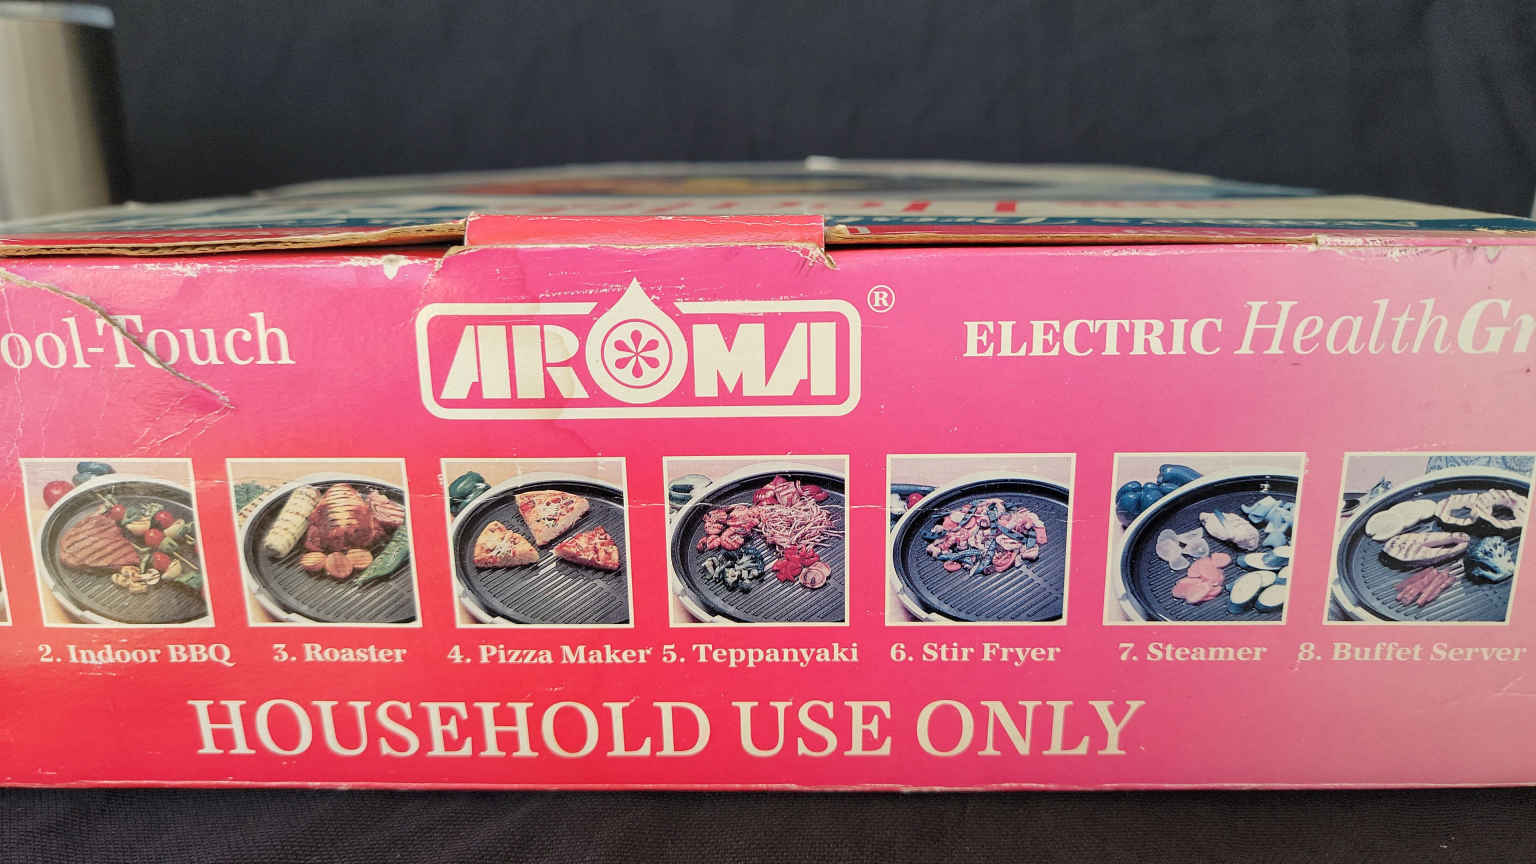 ool-Touch
AROMA®
ELECTRIC HealthGr
2. Indoor BBQ
3. Roaster
4. Pizza Maker
5. Teppanyaki
6. Stir Fryer
7. Steamer
8. Buffet Server
HOUSEHOLD USE ONLY